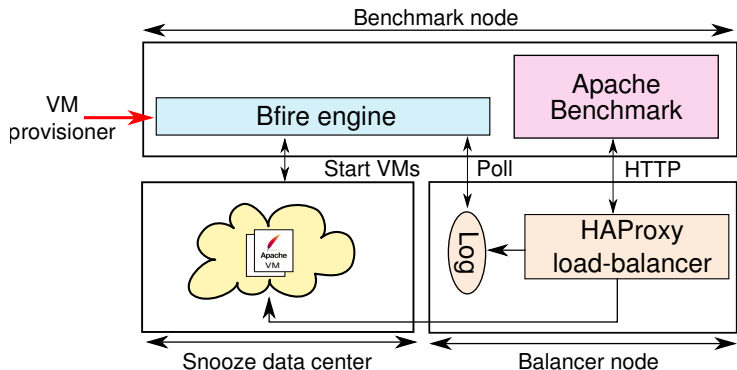 Benchmark node
VM
provisioner
Bfire engine
Apache
Benchmark
Start VMs
Poll
HTTP
Apache
VM
Log
HAProxy
load-balancer
Snooze data center
Balancer node